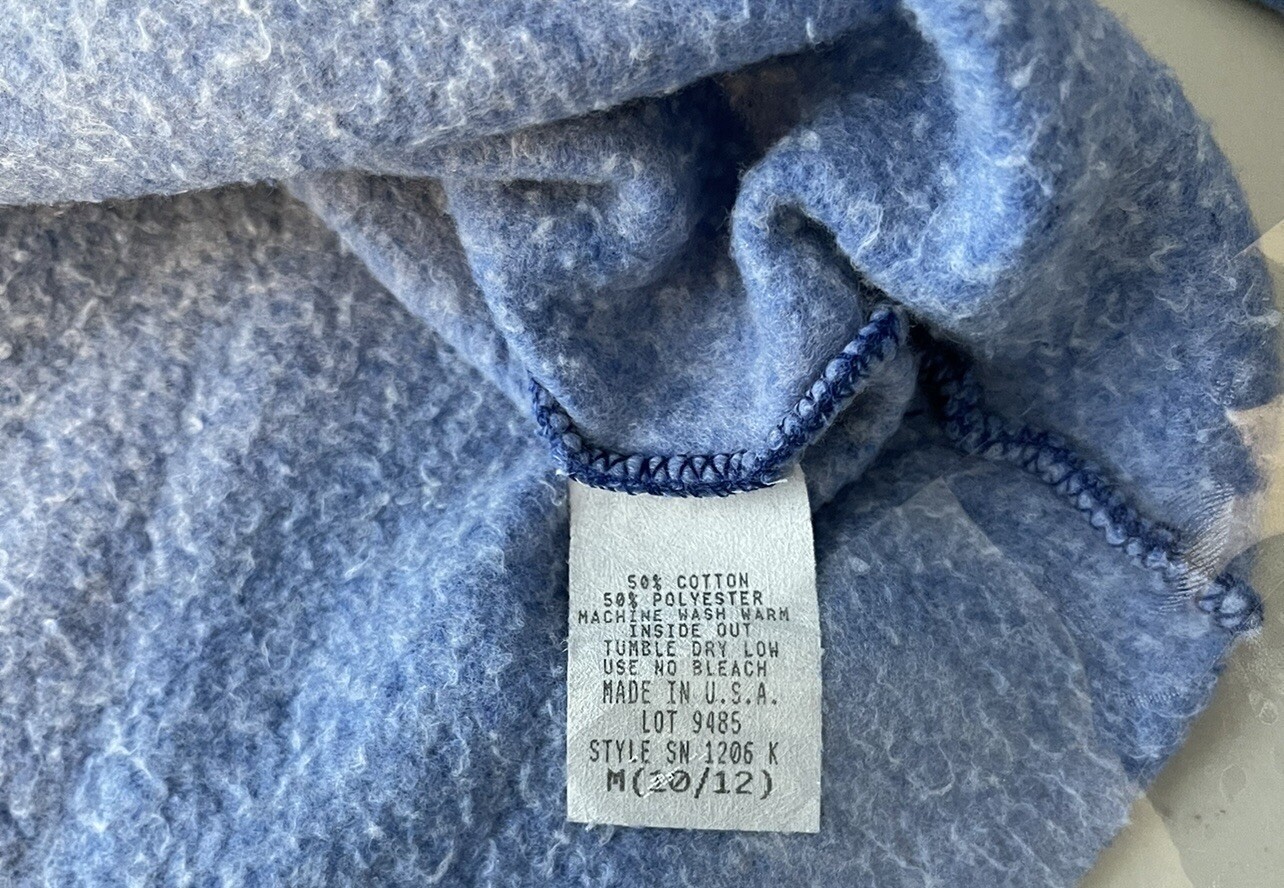 50% COTTON
50% POLYESTER
MACHINE WASH WARM
INSIDE OUT
TUMBLE DRY LOW
USE NO BLEACH
MADE IN U.S.A.
LOT 9485
STYLE SN 1206 K
M(10/12)